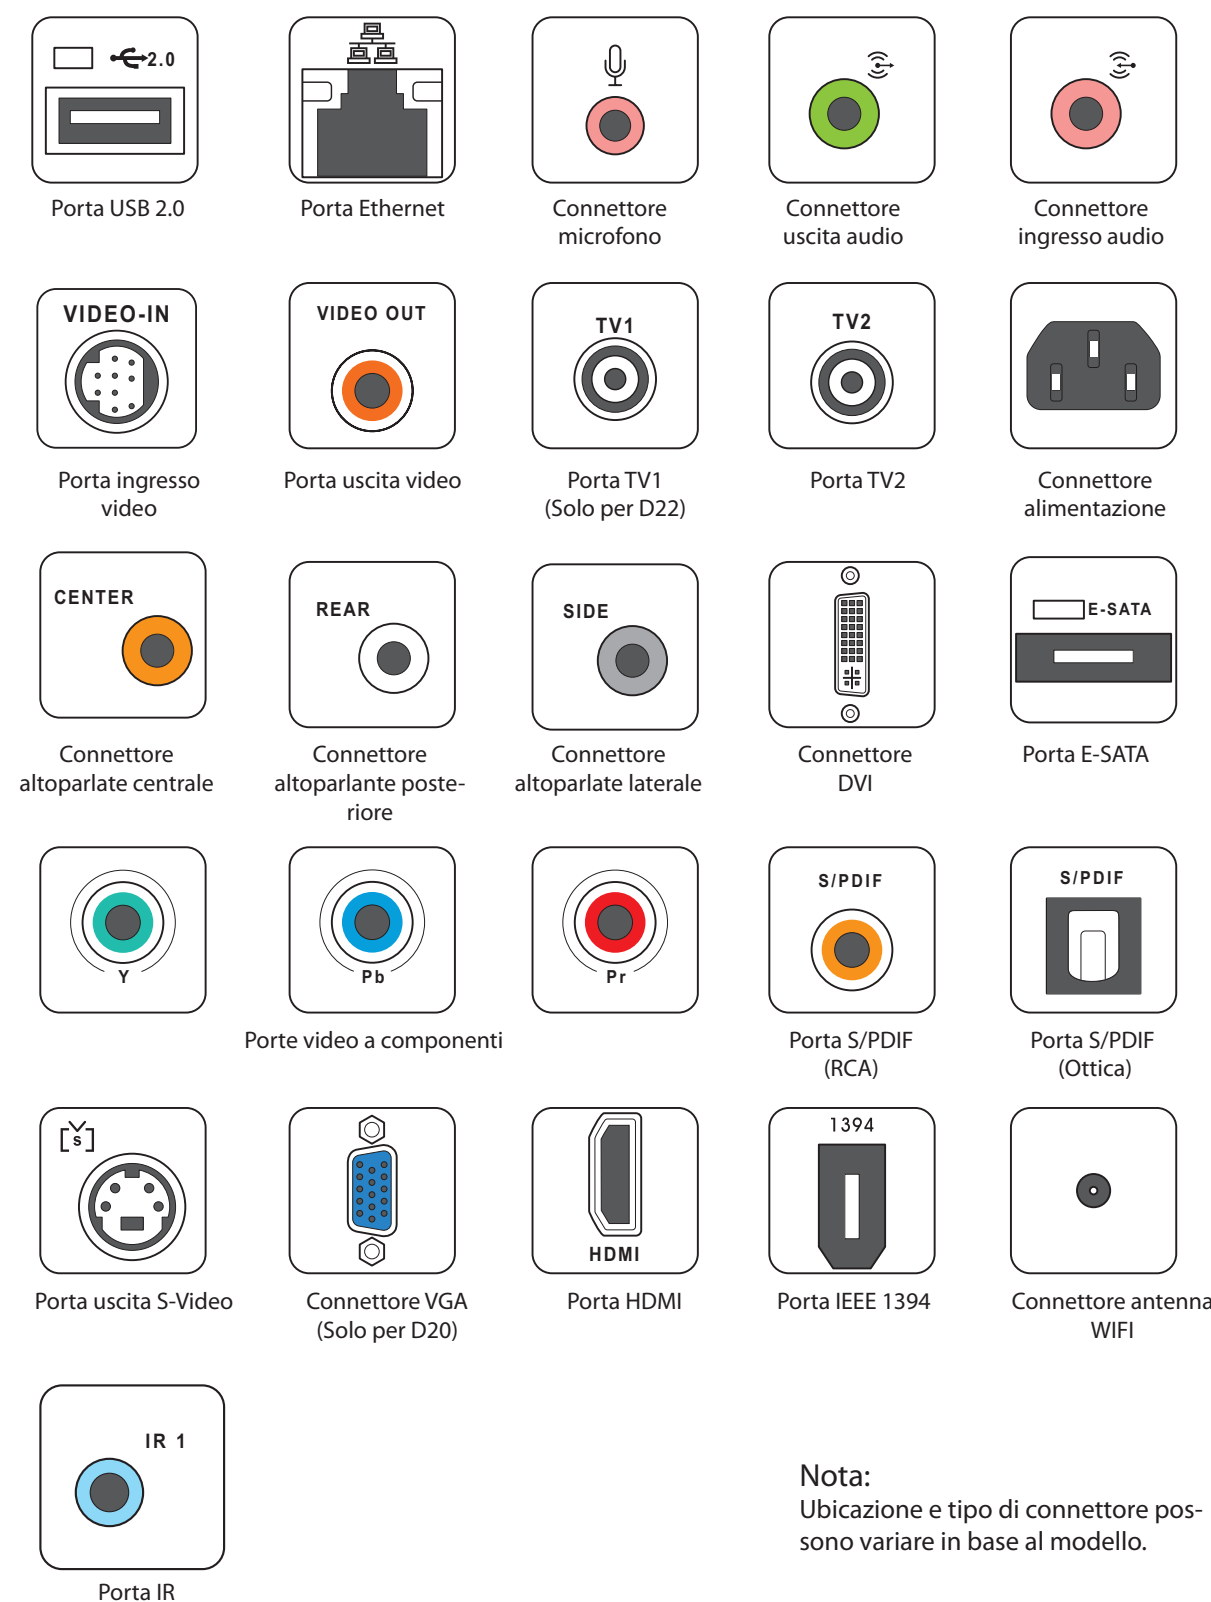 2.0
Porta USB 2.0
Porta Ethernet
Connettore
microfono
Connettore
uscita audio
Connettore
ingresso audio
VIDEO-IN
VIDEO OUT
TV1
TV2
Porta ingresso
video
Porta uscita video
Porta TV1
(Solo per D22)
Porta TV2
Connettore
alimentazione
CENTER
REAR
SIDE
E-SATA
Connettore
altoparlate centrale
Connettore
altoparlante poste-
riore
Connettore
altoparlate laterale
Connettore
DVI
Porta E-SATA
Y
Pb
Pr
S/PDIF
S/PDIF
Porte video a componenti
Porta S/PDIF
(RCA)
Porta S/PDIF
(Ottica)
S
HDMI
1394
Porta uscita S-Video
Connettore VGA
(Solo per D20)
Porta HDMI
Porta IEEE 1394
Connettore antenna
WIFI
IR 1
Porta IR
Nota:
Ubicazione e tipo di connettore pos-
sono variare in base al modello.